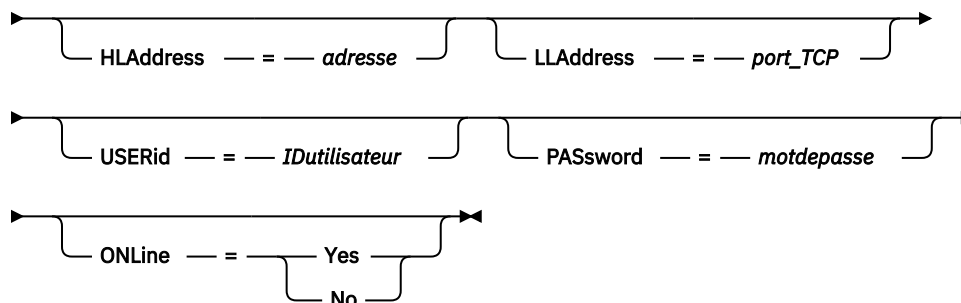 HLAddress = adresse LLAddress = port_TCP
USERid = IDutilisateur PASsword = motdepasse
ONLine = Yes
No